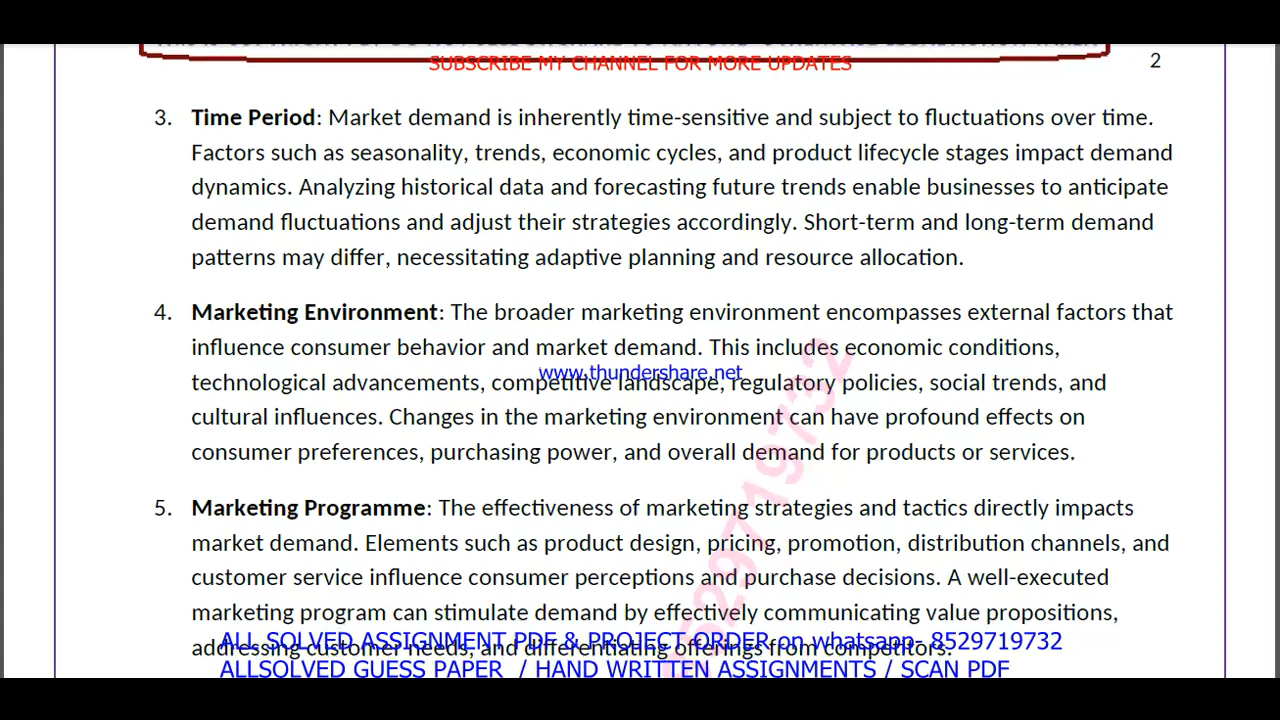 SUBSCRIBE MY CHANNEL FOR MORE UPDATES
2
3. Time Period: Market demand is inherently time-sensitive and subject to fluctuations over time.
Factors such as seasonality, trends, economic cycles, and product lifecycle stages impact demand
dynamics. Analyzing historical data and forecasting future trends enable businesses to anticipate
demand fluctuations and adjust their strategies accordingly. Short-term and long-term demand
patterns may differ, necessitating adaptive planning and resource allocation.
4. Marketing Environment: The broader marketing environment encompasses external factors that
influence consumer behavior and market demand. This includes economic conditions,
www.thundershare.net
technological advancements, competitive landscape, regulatory policies, social trends, and
cultural influences. Changes in the marketing environment can have profound effects on
consumer preferences, purchasing power, and overall demand for products or services.
5. Marketing Programme: The effectiveness of marketing strategies and tactics directly impacts
market demand. Elements such as product design, pricing, promotion, distribution channels, and
customer service influence consumer perceptions and purchase decisions. A well-executed
marketing program can stimulate demand by effectively communicating value propositions,
addressing customer needs, and differentiating offerings from competitors.
ALL SOLVED ASSIGNMENT PDF & PROJECT ORDER on whatsapp- 8529719732
ALLSOLVED GUESS PAPER / HAND WRITTEN ASSIGNMENTS / SCAN PDF
8529719732